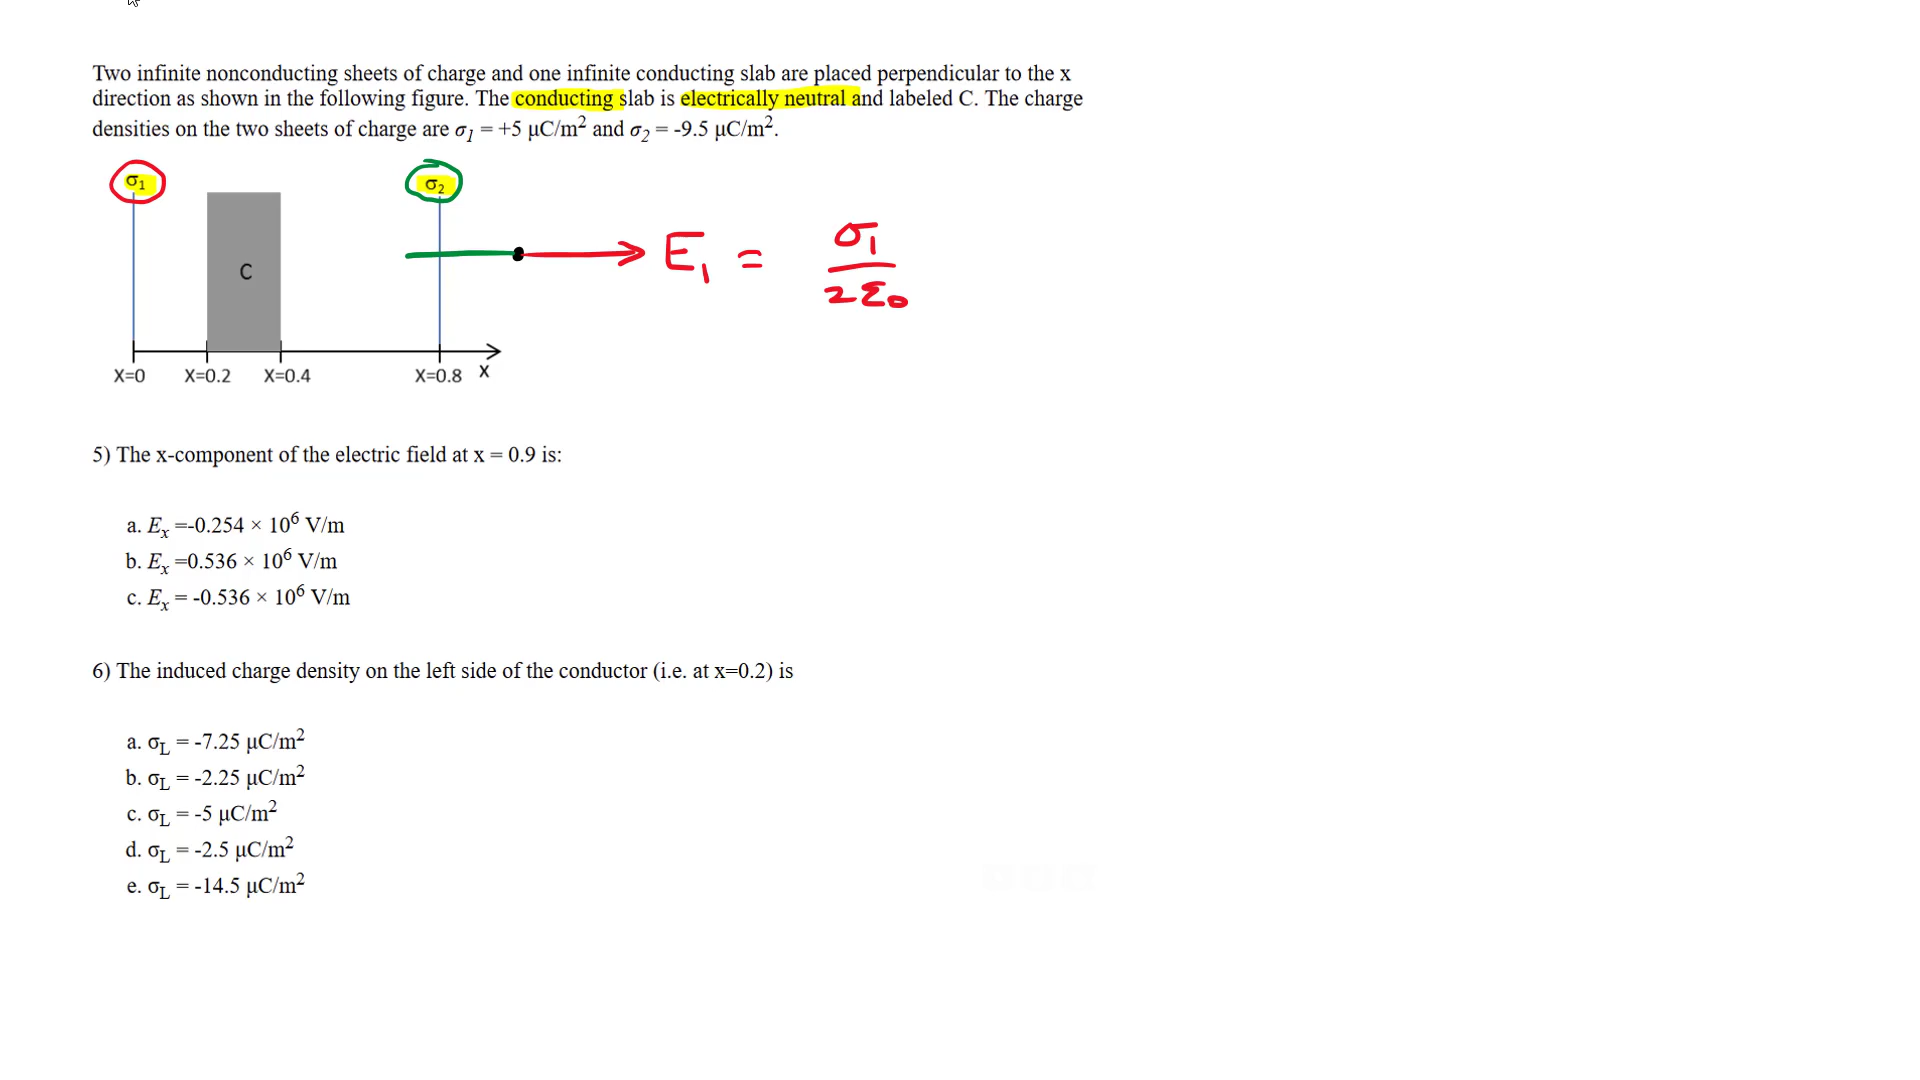 Two infinite nonconducting sheets of charge and one infinite conducting slab are placed perpendicular to the x
direction as shown in the following figure. The conducting slab is electrically neutral and labeled C. The charge
densities on the two sheets of charge are σ₁ = +5 μC/m² and σ₂ = -9.5 μC/m².
σ₁
σ₂
C
E₁ = σ₁
2ε₀
X=0
X=0.2
X=0.4
X=0.8
X
5) The x-component of the electric field at x = 0.9 is:
a. Eₓ =-0.254 × 10⁶ V/m
b. Eₓ =0.536 × 10⁶ V/m
c. Eₓ = -0.536 × 10⁶ V/m
6) The induced charge density on the left side of the conductor (i.e. at x=0.2) is
a. σL = -7.25 μC/m²
b. σL = -2.25 μC/m²
c. σL = -5 μC/m²
d. σL = -2.5 μC/m²
e. σL = -14.5 μC/m²